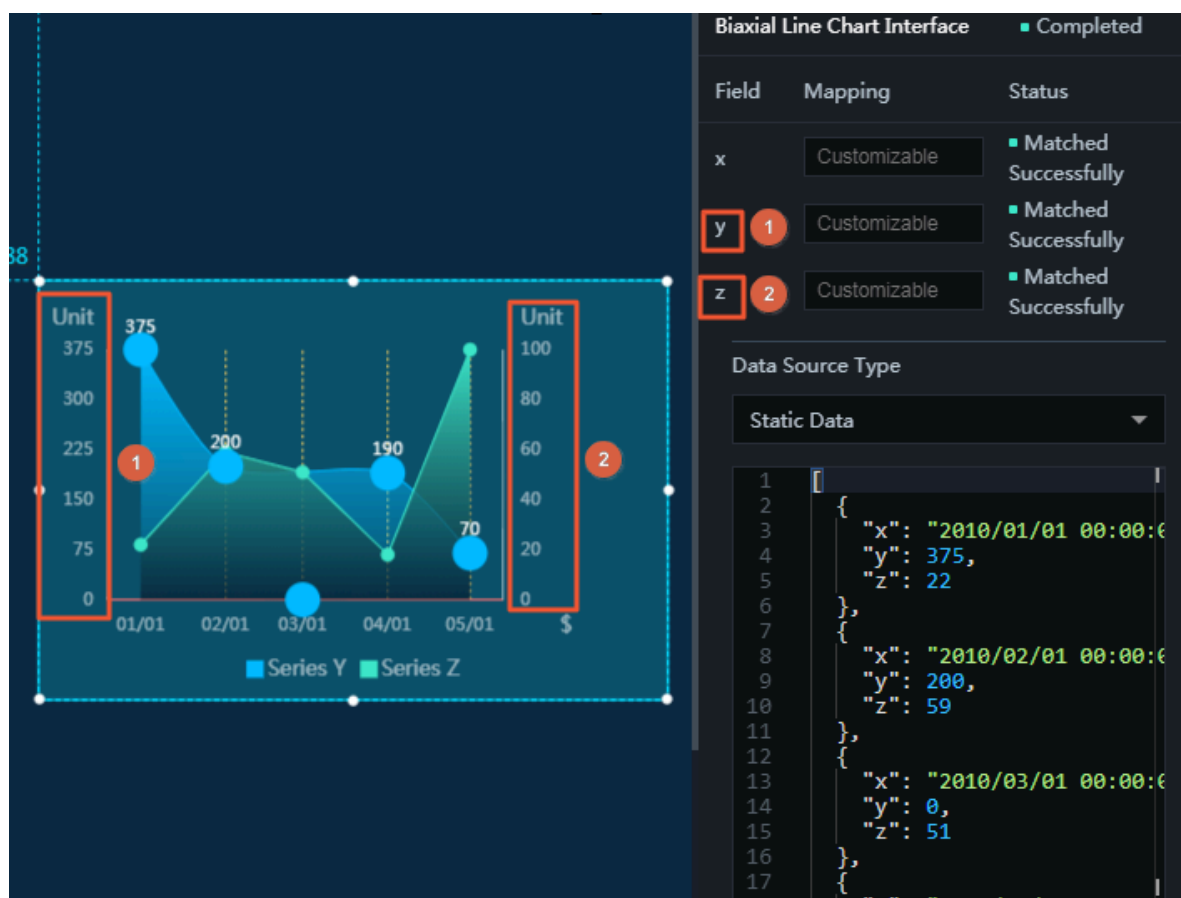 Biaxial Line Chart Interface Completed
Field Mapping Status
x Customizable Matched Successfully
y 1 Customizable Matched Successfully
z 2 Customizable Matched Successfully
Data Source Type
Static Data
1 [
2 {
3 "x": "2010/01/01 00:00:0
4 "y": 375,
5 "z": 22
6 },
7 {
8 "x": "2010/02/01 00:00:0
9 "y": 200,
10 "z": 59
11 },
12 {
13 "x": "2010/03/01 00:00:0
14 "y": 0,
15 "z": 51
16 },
17 {
38
Unit
375
300
225
150
75
0
1
375
200
190
70
Unit
100
80
60
40
20
0
2
01/01 02/01 03/01 04/01 05/01 $
Series Y Series Z